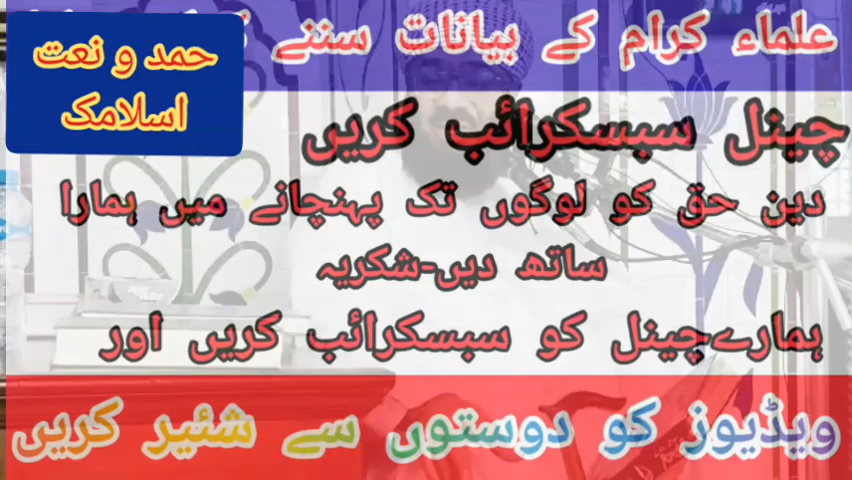 علماء کرام کے بیانات سننے
حمد و نعت
اسلامک
چینل سبسکرائب کریں
دین حق کو لوگوں تک پہنچانے میں ہمارا
ساتھ دیں-شکریہ
ہمارےچینل کو سبسکرائب کریں اور
ویڈیوز کو دوستوں سے شئیر کریں